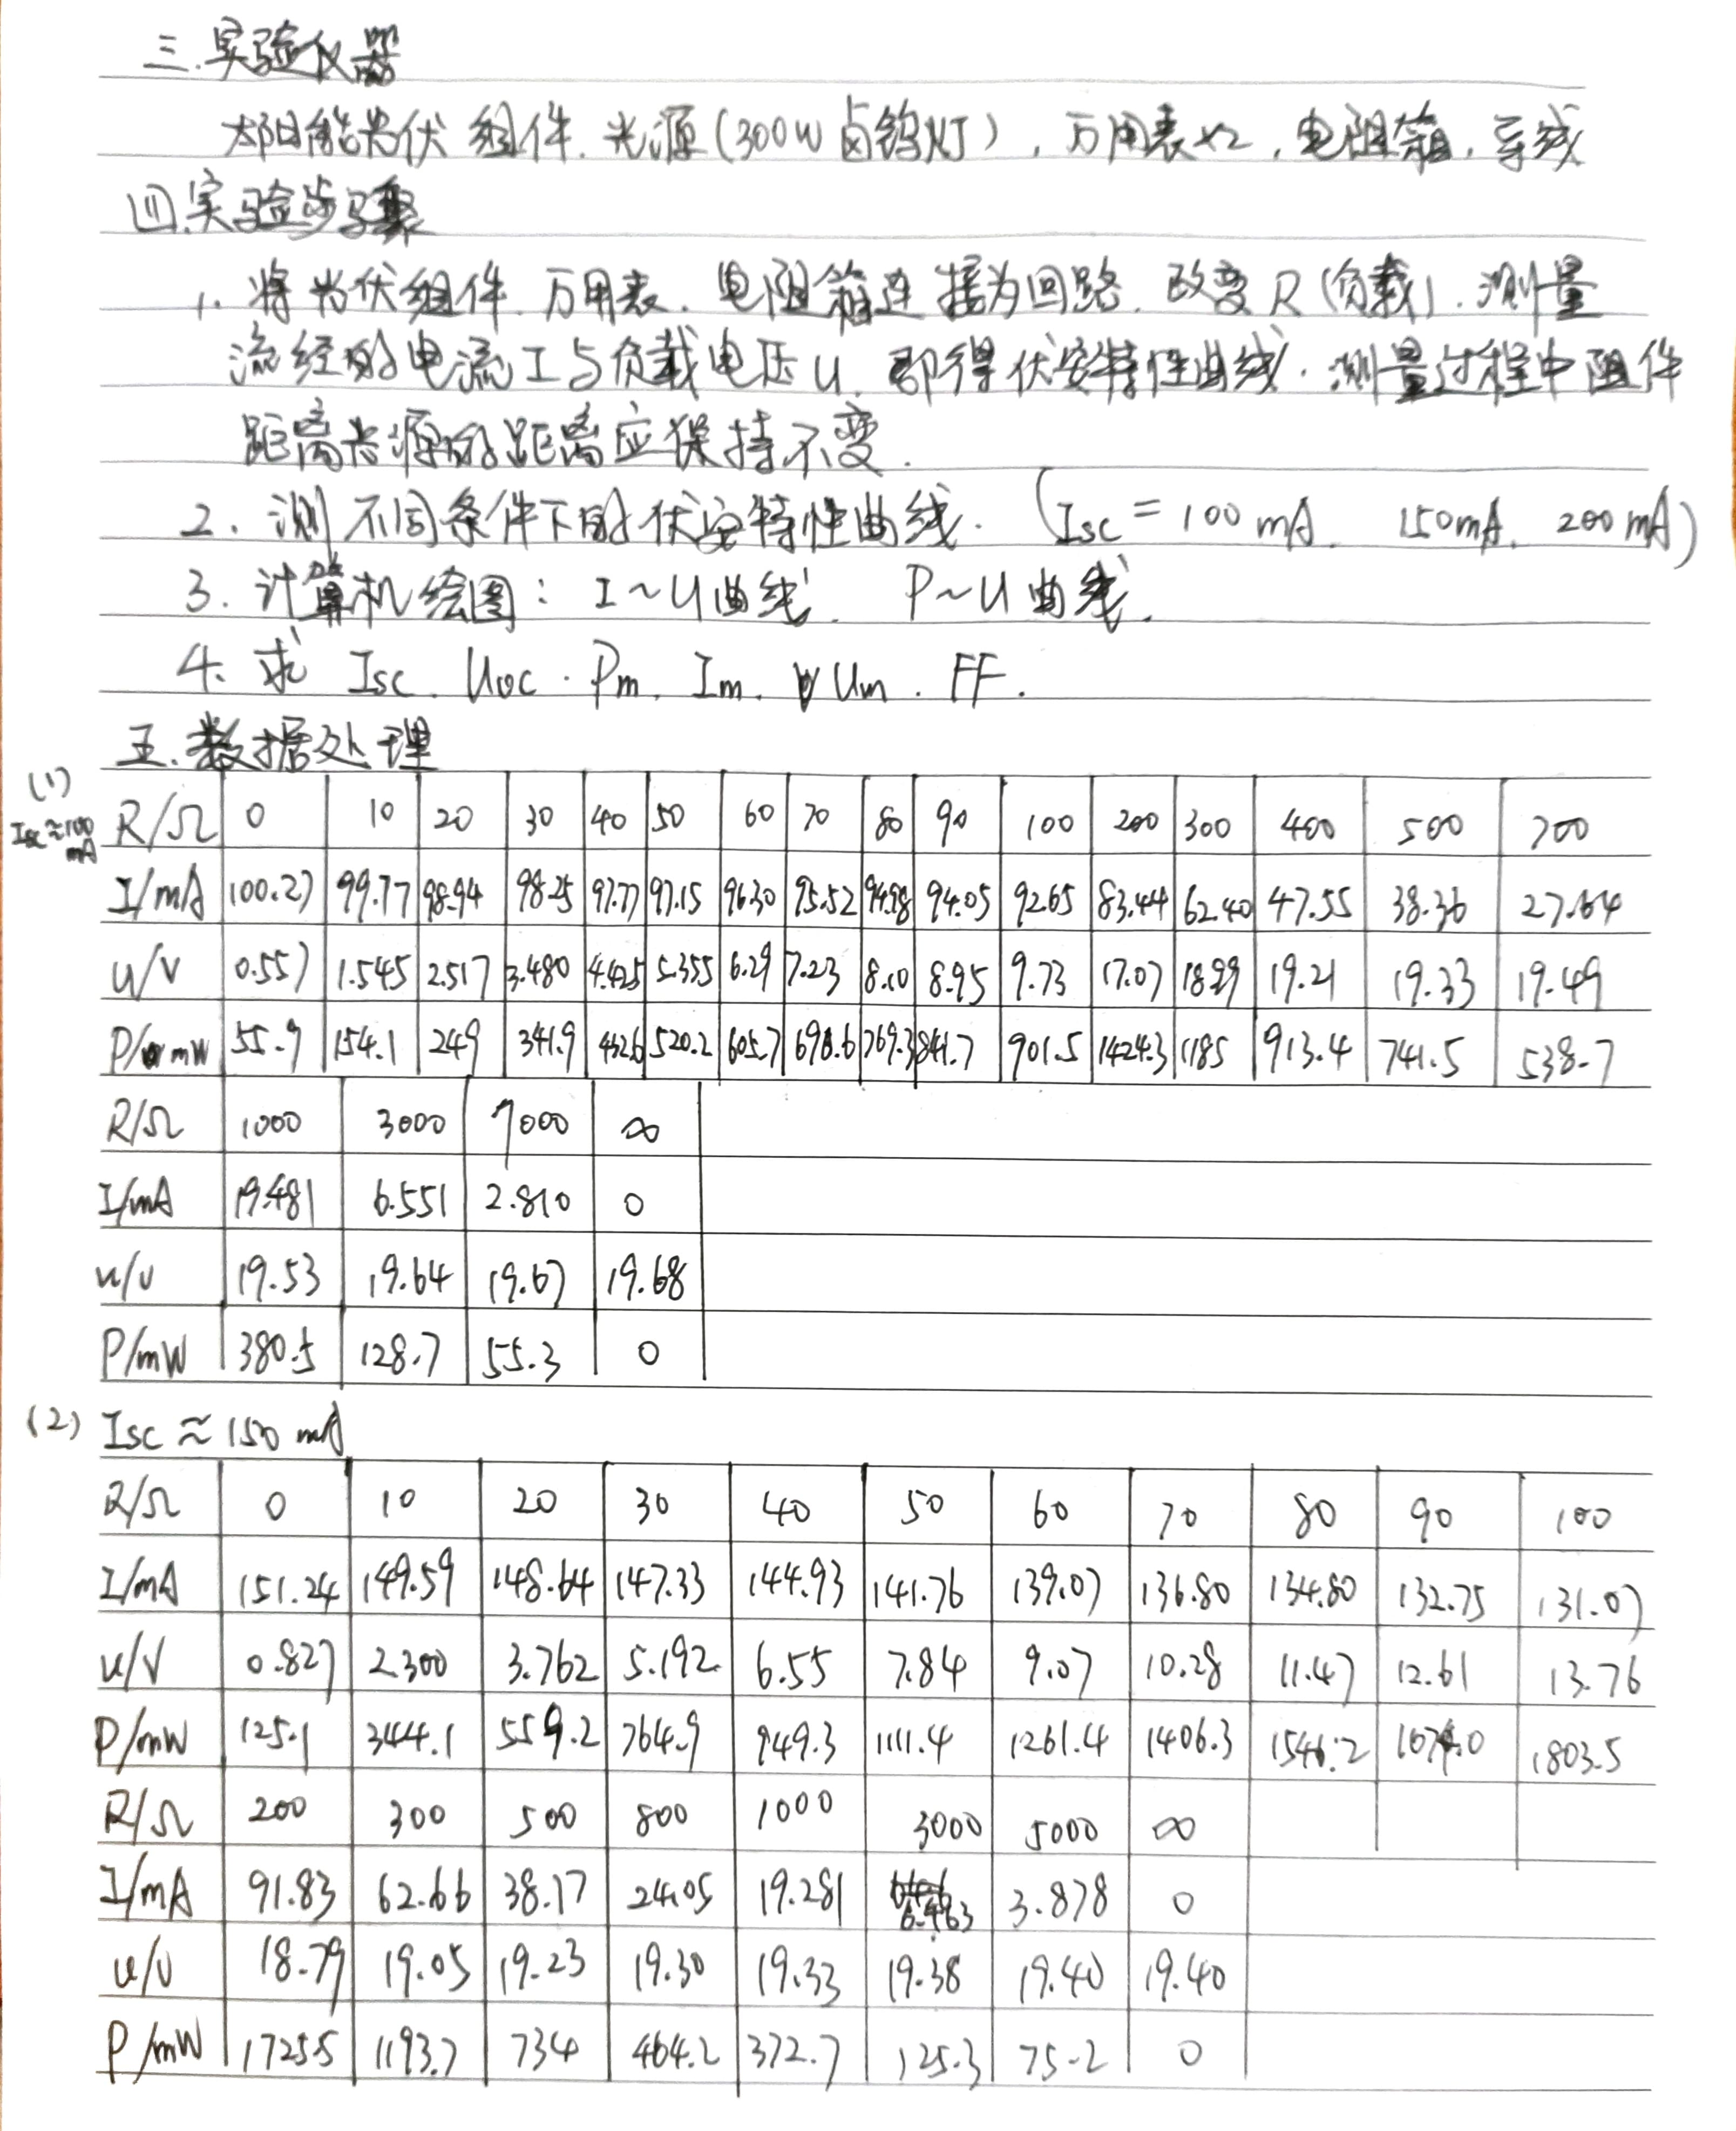 三.实验仪器
太阳能光伏组件.光源(300W卤钨灯),万用表×2,电阻箱.导线
四.实验步骤
1.将光伏组件.万用表.电阻箱连接为回路.改变R(负载).测量
流经的电流I与负载电压U.即得伏安特性曲线.测量过程中阻件
距离光源的距离应保持不变.
2.测不同条件下的伏安特性曲线.(Isc=100mA. 150mA. 200mA)
3.计算机绘图:I~U曲线. P~U曲线.
4.求 Isc. Uoc. Pm. Im. Um. FF.
五.数据处理
(1) Isc≈100mA
R/Ω 0 10 20 30 40 50 60 70 80 90 100 200 300 400 500 700
I/mA 100.27 99.77 98.94 98.25 97.77 97.15 96.30 95.52 94.98 94.05 92.65 83.44 62.40 47.55 38.36 27.64
U/V 0.557 1.545 2.517 3.480 4.425 5.355 6.29 7.23 8.10 8.95 9.73 17.07 18.99 19.21 19.33 19.49
P/mW 55.9 154.1 249 341.9 432.6 520.2 605.7 690.6 769.3 841.7 901.5 1424.3 1185 913.4 741.5 538.7
R/Ω 1000 3000 7000 ∞
I/mA 19.481 6.551 2.810 0
U/V 19.53 19.64 19.67 19.68
P/mW 380.5 128.7 55.3 0
(2) Isc≈150 mA
R/Ω 0 10 20 30 40 50 60 70 80 90 100
I/mA 151.24 149.59 148.64 147.33 144.93 141.76 139.07 136.80 134.80 132.75 131.07
U/V 0.827 2.300 3.762 5.192 6.55 7.84 9.07 10.28 11.47 12.61 13.76
P/mW 125.1 344.1 559.2 764.9 949.3 1111.4 1261.4 1406.3 1546.2 1674.0 1803.5
R/Ω 200 300 500 800 1000 3000 5000 ∞
I/mA 91.83 62.66 38.17 24.05 19.281 6.463 3.878 0
U/V 18.79 19.05 19.23 19.30 19.33 19.38 19.40 19.40
P/mW 1725.5 1193.7 734 464.2 372.7 125.3 75.2 0